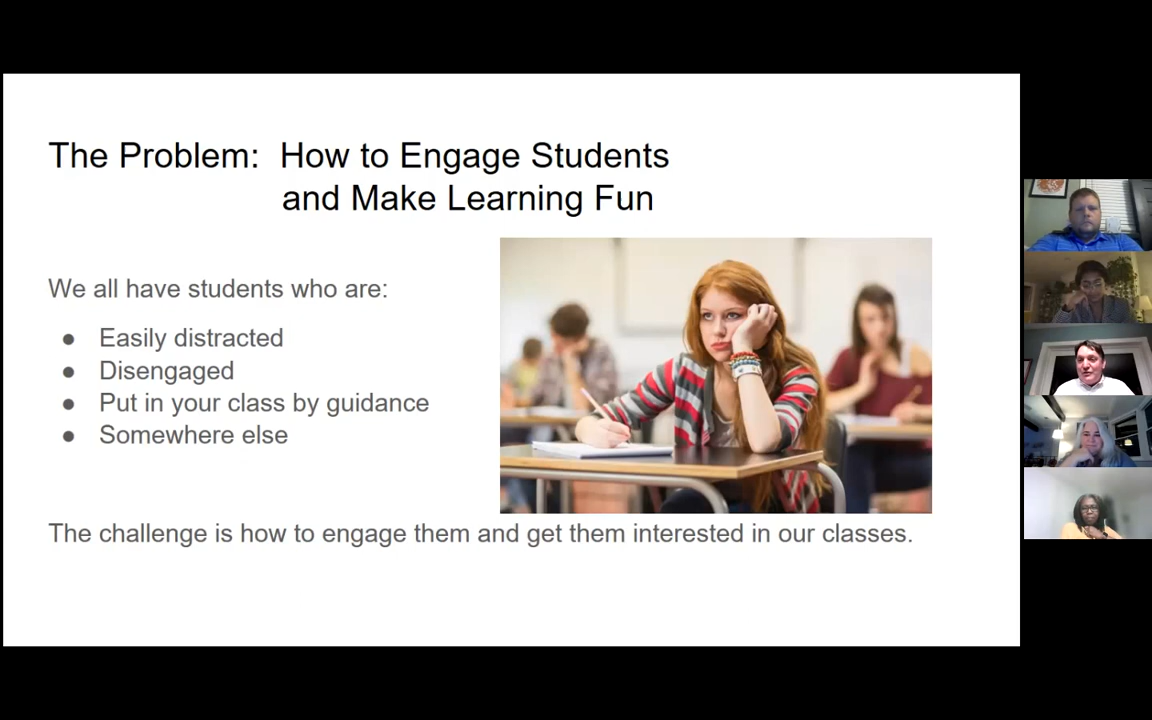 The Problem: How to Engage Students
and Make Learning Fun
We all have students who are:
● Easily distracted
● Disengaged
● Put in your class by guidance
● Somewhere else
The challenge is how to engage them and get them interested in our classes.